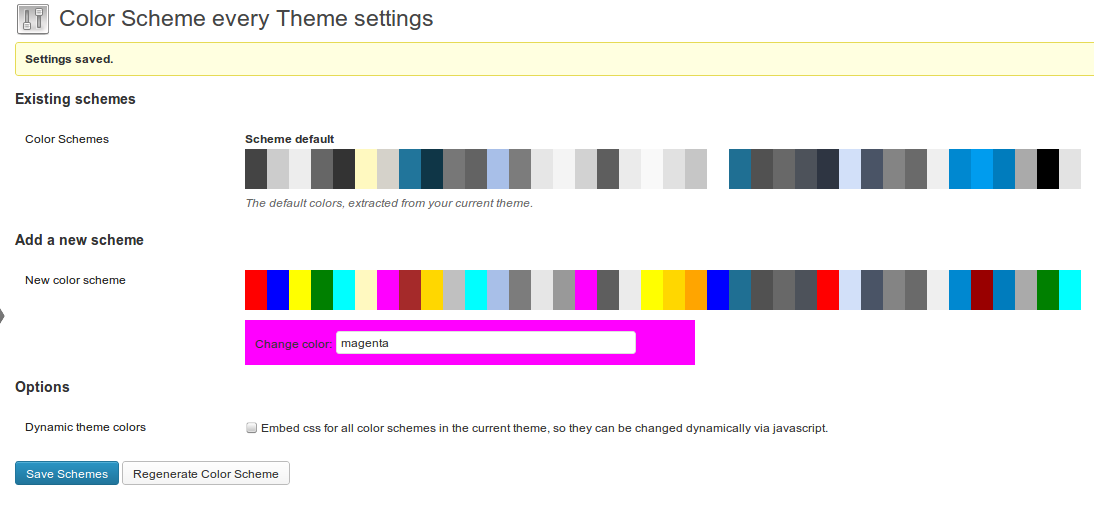 Color Scheme every Theme settings
Settings saved.
Existing schemes
Color Schemes
Scheme default
The default colors, extracted from your current theme.
Add a new scheme
New color scheme
Change color: magenta
Options
Dynamic theme colors
Embed css for all color schemes in the current theme, so they can be changed dynamically via javascript.
Save Schemes
Regenerate Color Scheme